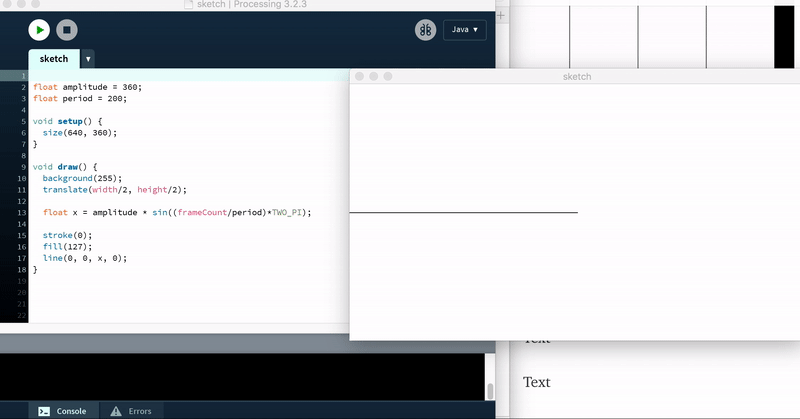 sketch | Processing 3.2.3
Java ▾
sketch ▾
1
2 float amplitude = 360;
3 float period = 200;
4
5 void setup() {
6   size(640, 360);
7 }
8
9 void draw() {
10   background(255);
11   translate(width/2, height/2);
12
13   float x = amplitude * sin((frameCount/period)*TWO_PI);
14
15   stroke(0);
16   fill(127);
17   line(0, 0, x, 0);
18 }
19
20
21
22
Console Errors
sketch
Text
Text